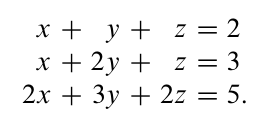 x + y + z = 2
x + 2y + z = 3
2x + 3y + 2z = 5.